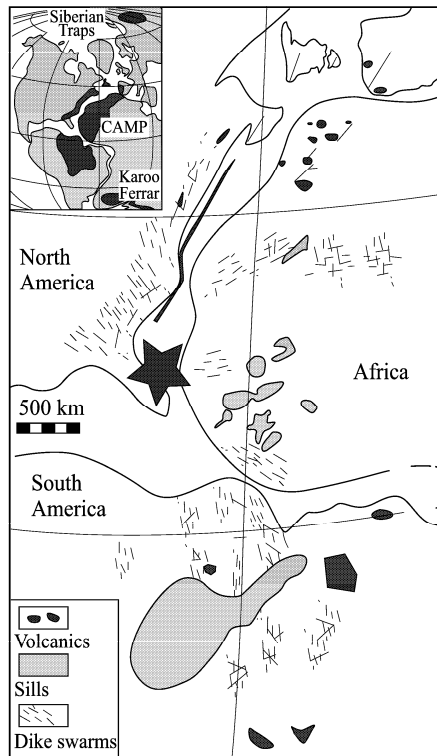 Siberian
Traps
CAMP
Karoo
Ferrar
North
America
Africa
500 km
South
America
Volcanics
Sills
Dike swarms